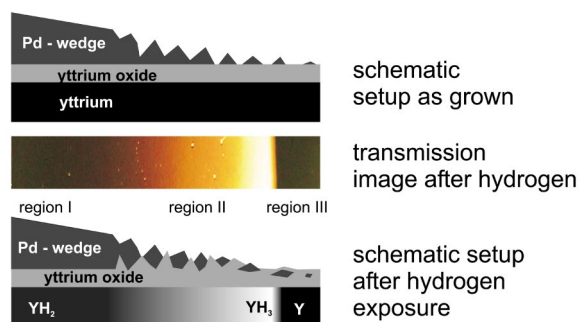 Pd - wedge
yttrium oxide
yttrium
schematic
setup as grown
transmission
image after hydrogen
region I region II region III
Pd - wedge
yttrium oxide
YH₂ YH₃ Y
schematic setup
after hydrogen
exposure